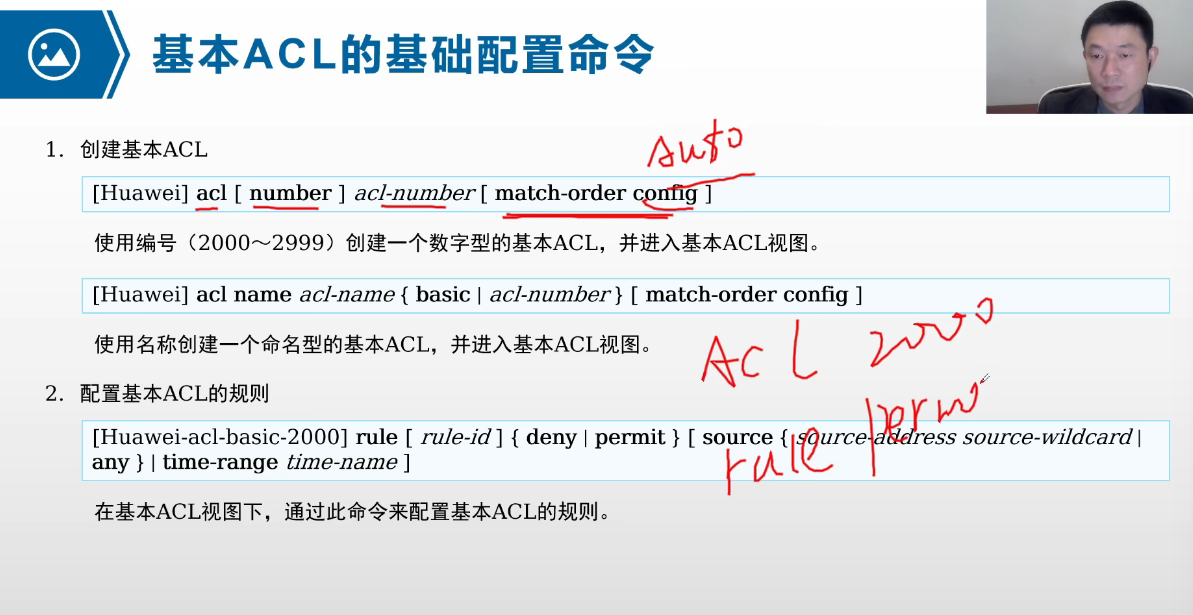 基本ACL的基础配置命令
Auto
1. 创建基本ACL
[Huawei] acl [ number ] acl-number [ match-order config ]
使用编号（2000～2999）创建一个数字型的基本ACL，并进入基本ACL视图。
[Huawei] acl name acl-name { basic | acl-number } [ match-order config ]
使用名称创建一个命名型的基本ACL，并进入基本ACL视图。
ACL 2000
2. 配置基本ACL的规则
[Huawei-acl-basic-2000] rule [ rule-id ] { deny | permit } [ source { source-address source-wildcard |
any } | time-range time-name ]
rule
在基本ACL视图下，通过此命令来配置基本ACL的规则。